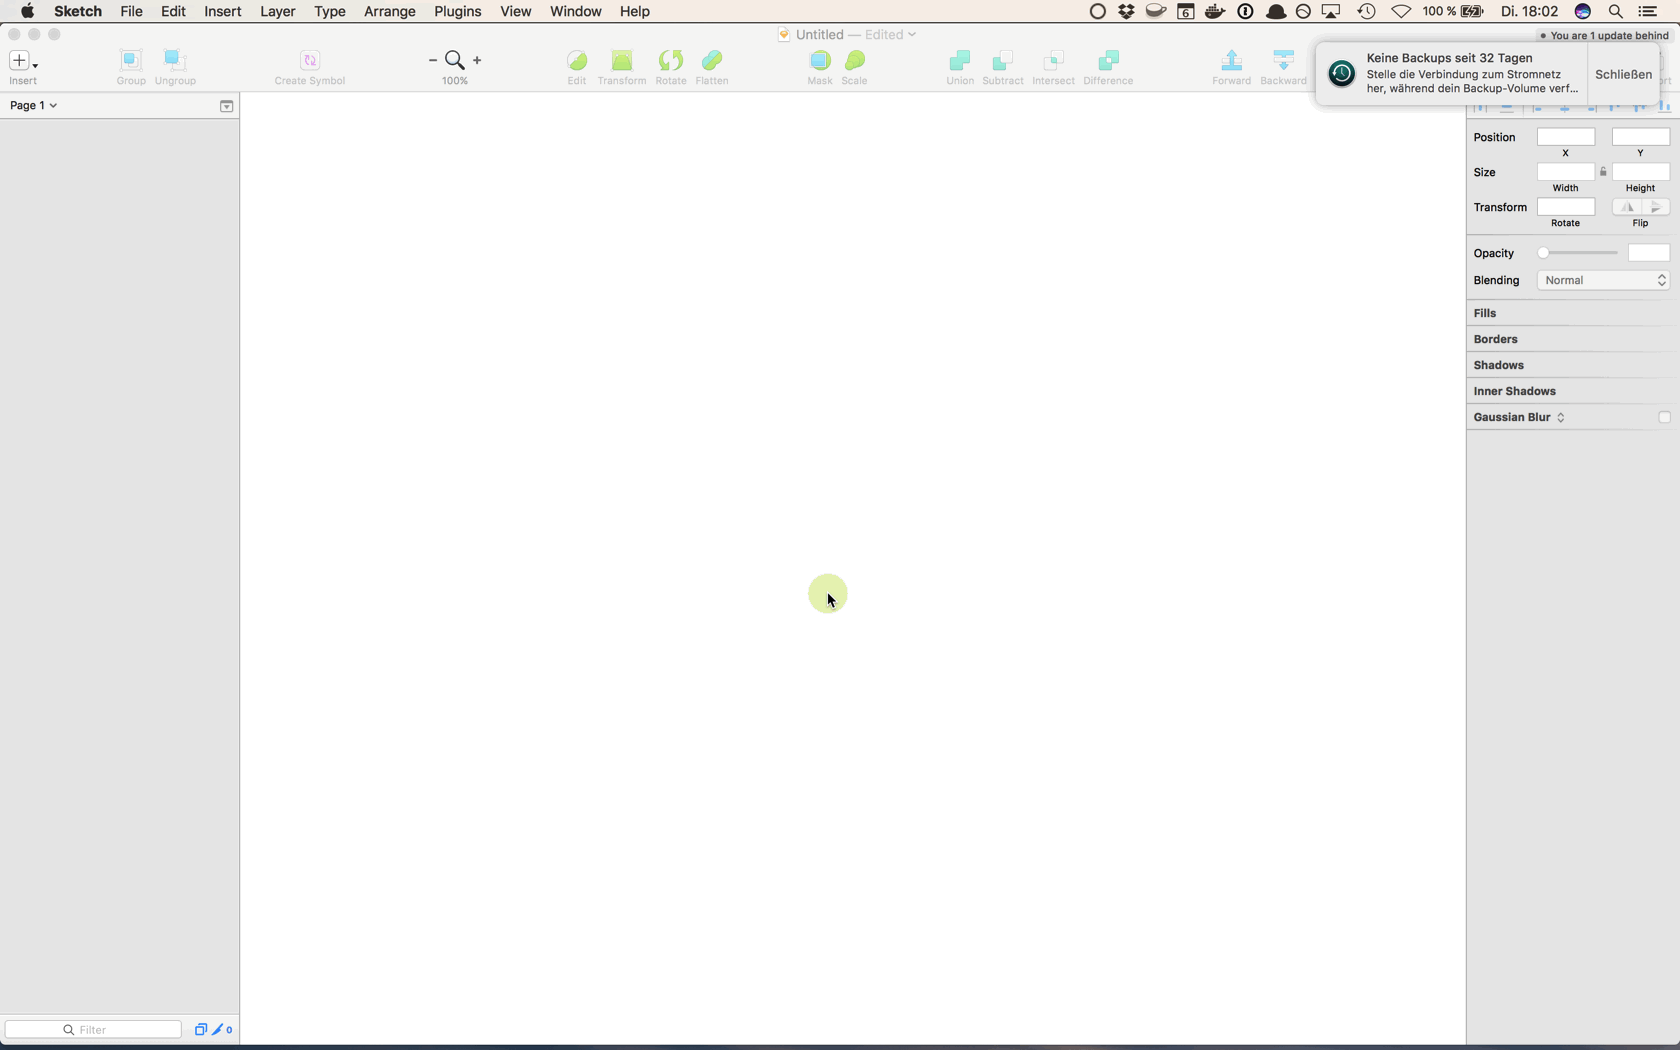 Sketch File Edit Insert Layer Type Arrange Plugins View Window Help 6 100 % Di. 18:02
Untitled — Edited
You are 1 update behind
Insert Group Ungroup Create Symbol 100% Edit Transform Rotate Flatten Mask Scale Union Subtract Intersect Difference Forward Backward
Keine Backups seit 32 Tagen
Stelle die Verbindung zum Stromnetz
her, während dein Backup-Volume verf...
Schließen
Page 1
Position
X Y
Size
Width Height
Transform
Rotate Flip
Opacity
Blending Normal
Fills
Borders
Shadows
Inner Shadows
Gaussian Blur
Filter 0